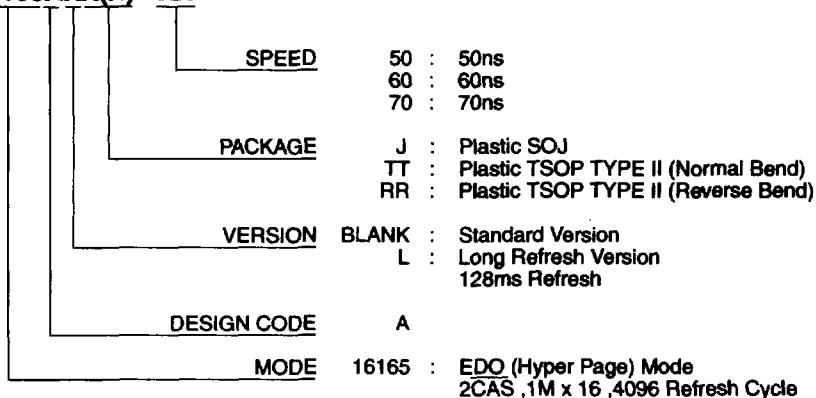 SPEED 50 : 50ns
60 : 60ns
70 : 70ns
PACKAGE J : Plastic SOJ
TT : Plastic TSOP TYPE II (Normal Bend)
RR : Plastic TSOP TYPE II (Reverse Bend)
VERSION BLANK : Standard Version
L : Long Refresh Version
128ms Refresh
DESIGN CODE A
MODE 16165 : EDO (Hyper Page) Mode
2CAS ,1M x 16 ,4096 Refresh Cycle